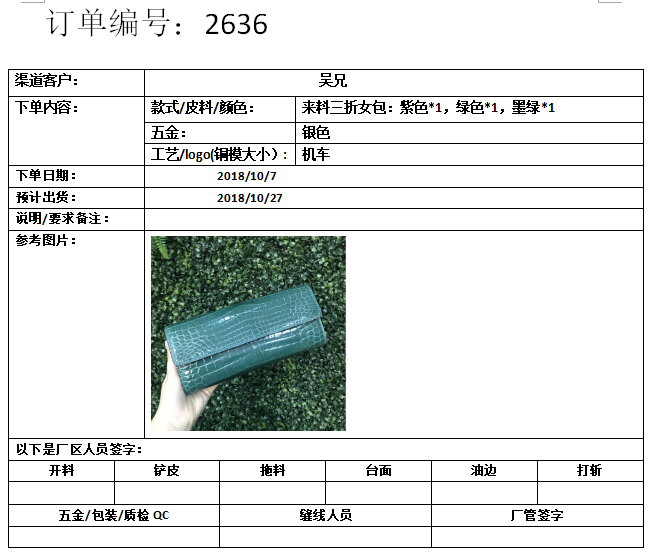 订单编号：2636
渠道客户： 吴兄
下单内容： 款式/皮料/颜色： 来料三折女包：紫色*1，绿色*1，墨绿*1
五金： 银色
工艺/logo(铜模大小）： 机车
下单日期： 2018/10/7
预计出货： 2018/10/27
说明/要求备注：
参考图片：
以下是厂区人员签字：
开料 铲皮 拖料 台面 油边 打斩
五金/包装/质检 QC 缝线人员 厂管签字